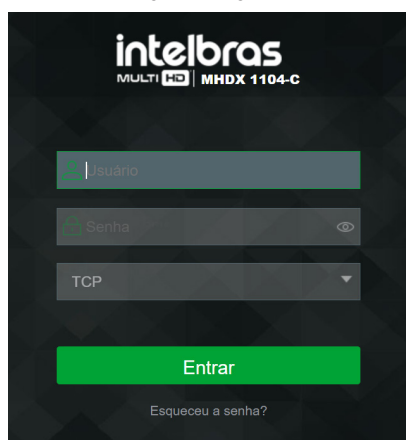 intelbras
MULTI HD MHDX 1104-C
Usuário
Senha
TCP
Entrar
Esqueceu a senha?